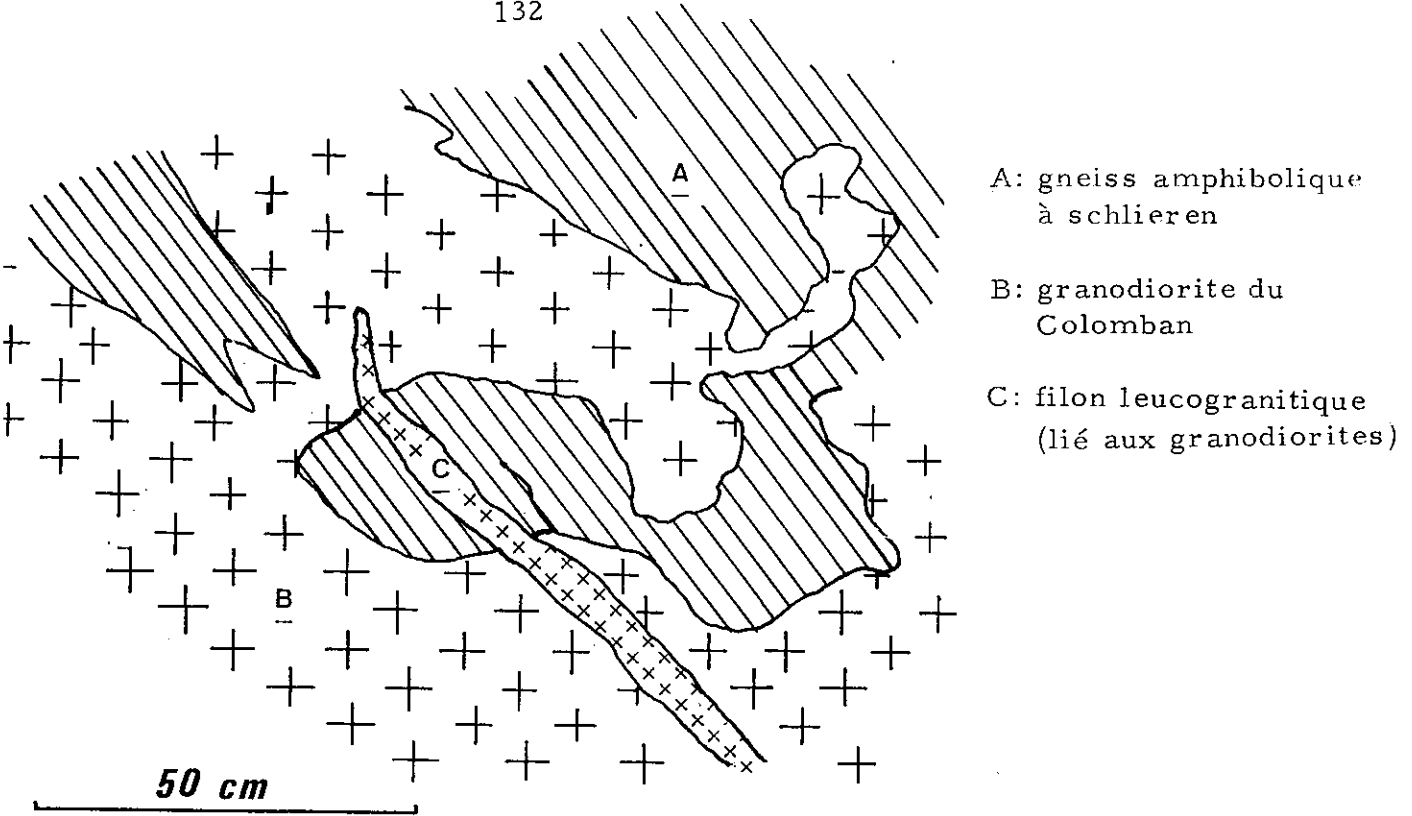 132
A
A: gneiss amphibolique
à schlieren
B: granodiorite du
Colomban
C: filon leucogranitique
(lié aux granodiorites)
C
B
50 cm